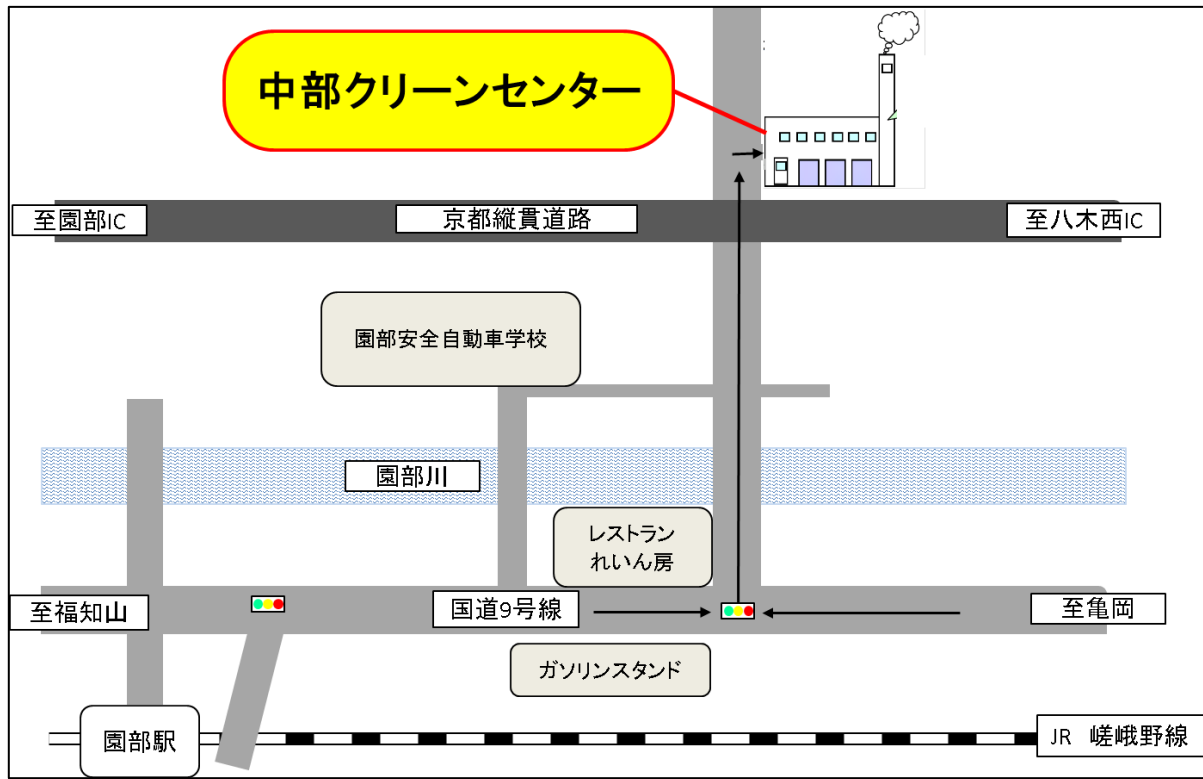 中部クリーンセンター
至園部IC
京都縦貫道路
至八木西IC
園部安全自動車学校
園部川
レストラン
れいん房
至福知山
国道9号線
至亀岡
ガソリンスタンド
園部駅
JR 嵯峨野線